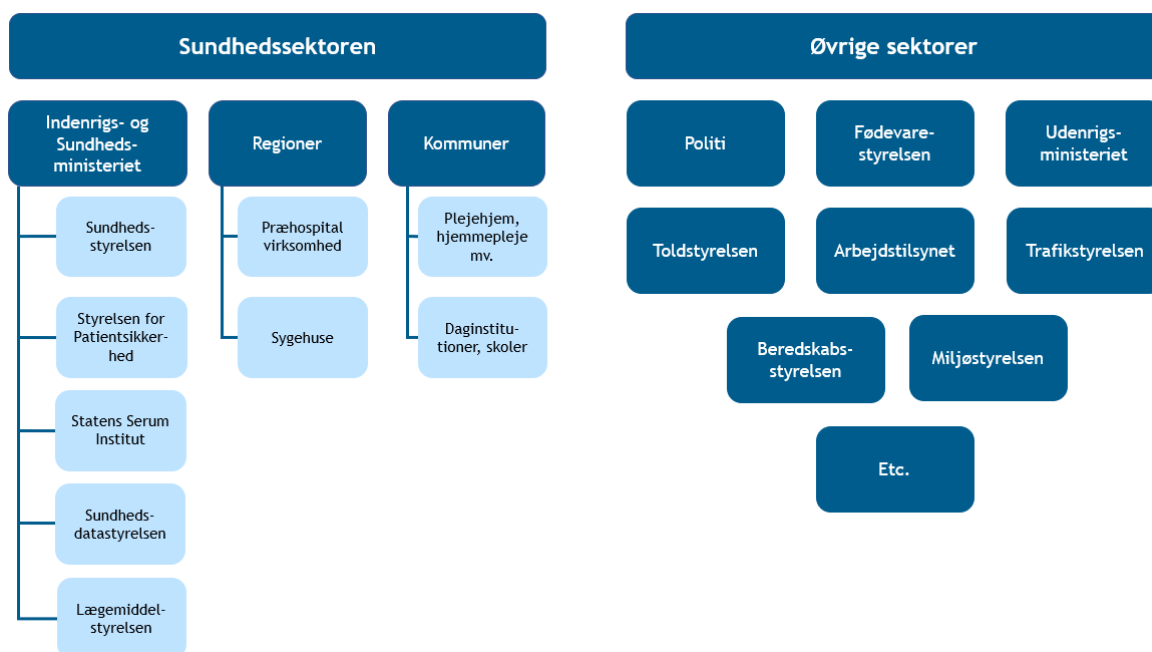 Sundhedssektoren
Indenrigs- og
Sundheds-
ministeriet
Sundheds-
styrelsen
Styrelsen for
Patientsikker-
hed
Statens Serum
Institut
Sundheds-
datastyrelsen
Lægemiddel-
styrelsen
Regioner
Præhospital
virksomhed
Sygehuse
Kommuner
Plejehjem,
hjemmepleje
mv.
Daginstitu-
tioner, skoler
Øvrige sektorer
Politi
Fødevare-
styrelsen
Udenrigs-
ministeriet
Toldstyrelsen
Arbejdstilsynet
Trafikstyrelsen
Beredskabs-
styrelsen
Miljøstyrelsen
Etc.